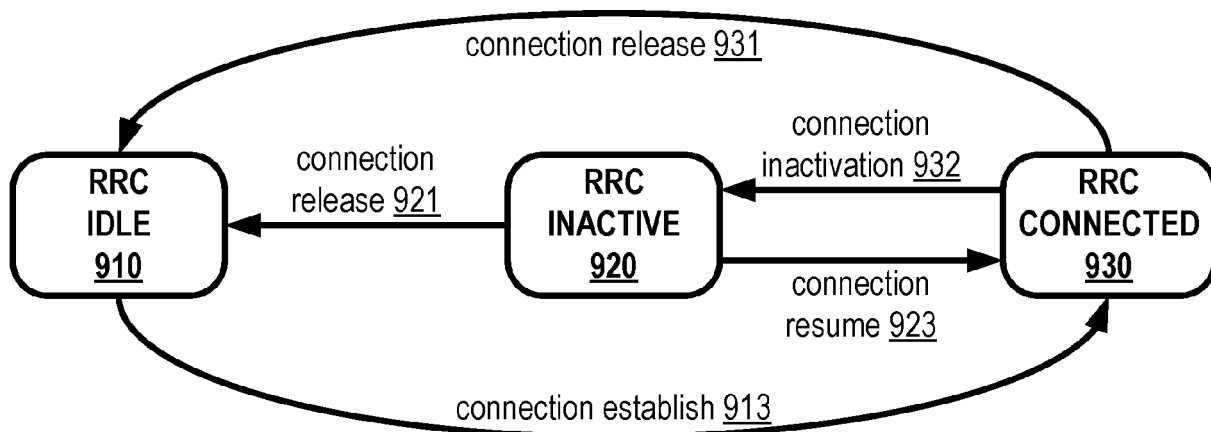 connection release 931
connection
release 921
connection
inactivation 932
RRC
IDLE
910
RRC
INACTIVE
920
RRC
CONNECTED
930
connection
resume 923
connection establish 913